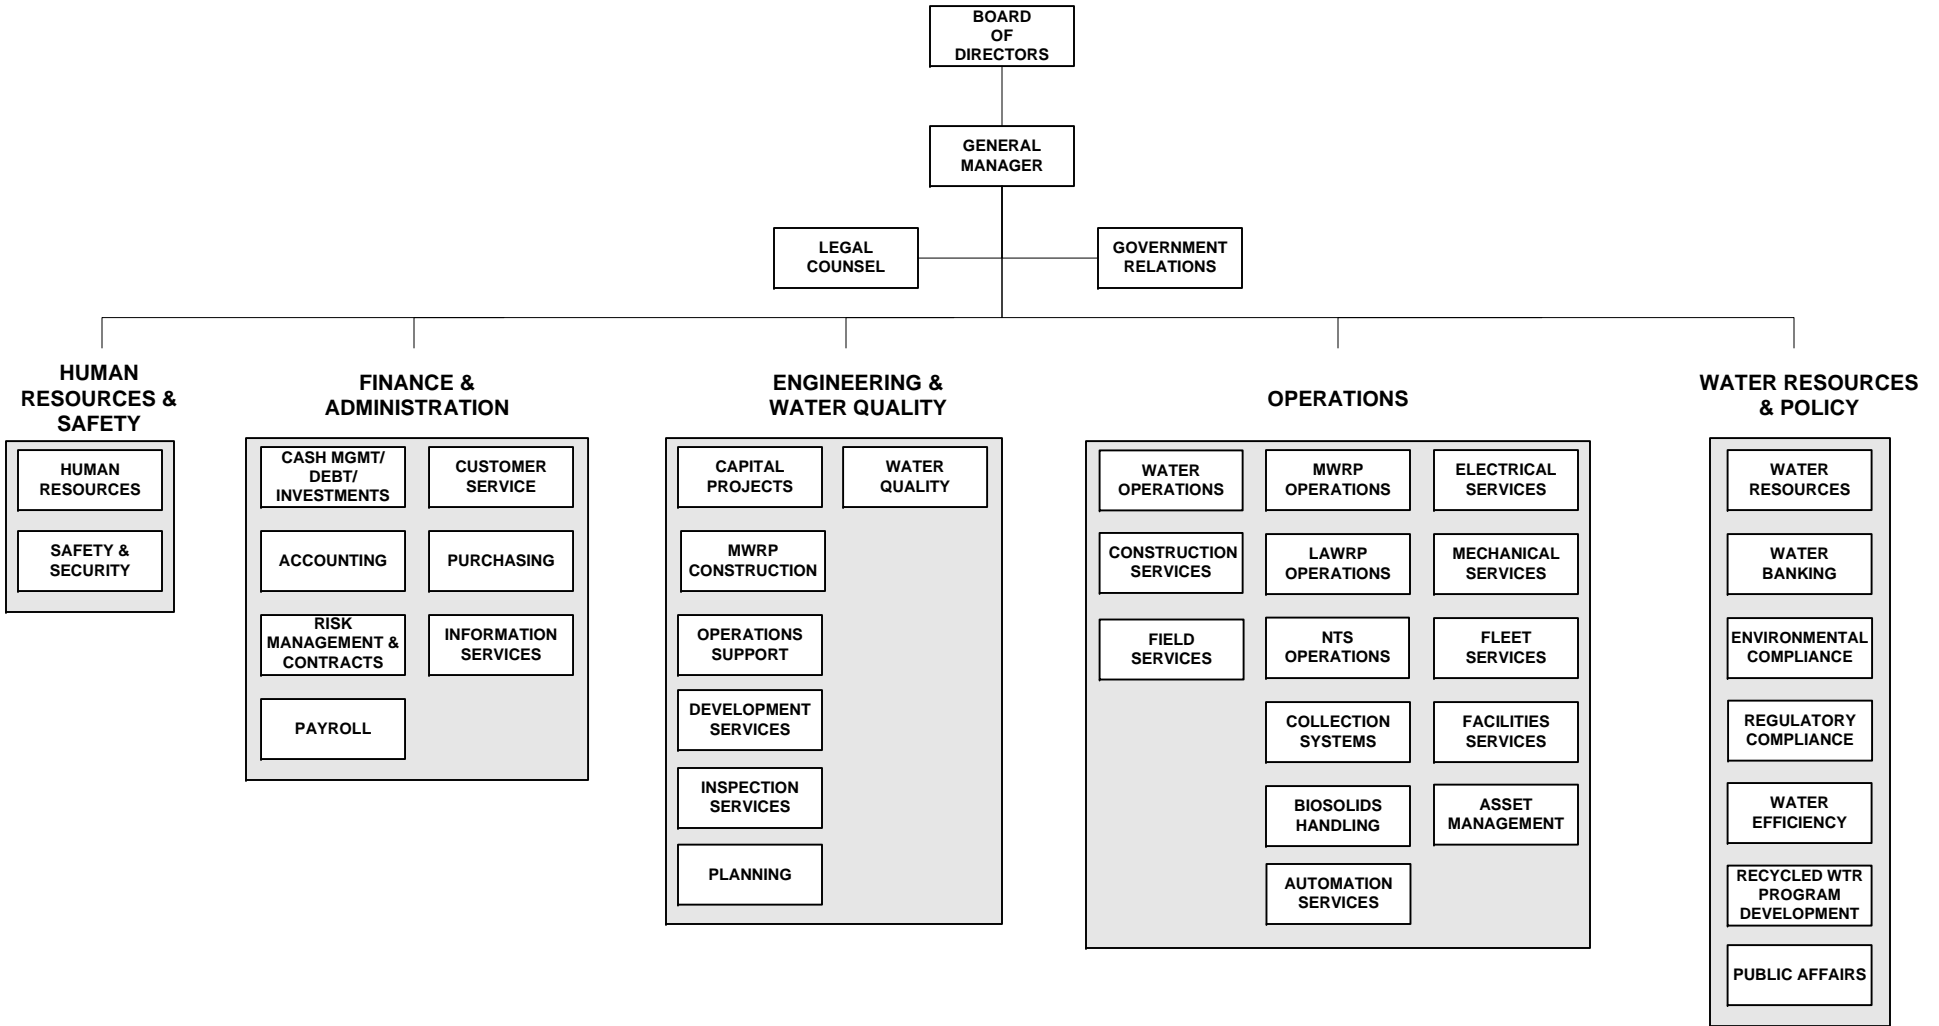 BOARD
OF
DIRECTORS
GENERAL
MANAGER
LEGAL
COUNSEL
GOVERNMENT
RELATIONS
HUMAN
RESOURCES &
SAFETY
HUMAN
RESOURCES
SAFETY &
SECURITY
FINANCE &
ADMINISTRATION
CASH MGMT/
DEBT/
INVESTMENTS
CUSTOMER
SERVICE
ACCOUNTING
PURCHASING
RISK
MANAGEMENT &
CONTRACTS
INFORMATION
SERVICES
PAYROLL
ENGINEERING &
WATER QUALITY
CAPITAL
PROJECTS
WATER
QUALITY
MWRP
CONSTRUCTION
OPERATIONS
SUPPORT
DEVELOPMENT
SERVICES
INSPECTION
SERVICES
PLANNING
OPERATIONS
WATER
OPERATIONS
MWRP
OPERATIONS
ELECTRICAL
SERVICES
CONSTRUCTION
SERVICES
LAWRP
OPERATIONS
MECHANICAL
SERVICES
FIELD
SERVICES
NTS
OPERATIONS
FLEET
SERVICES
COLLECTION
SYSTEMS
FACILITIES
SERVICES
BIOSOLIDS
HANDLING
ASSET
MANAGEMENT
AUTOMATION
SERVICES
WATER RESOURCES
& POLICY
WATER
RESOURCES
WATER
BANKING
ENVIRONMENTAL
COMPLIANCE
REGULATORY
COMPLIANCE
WATER
EFFICIENCY
RECYCLED WTR
PROGRAM
DEVELOPMENT
PUBLIC AFFAIRS